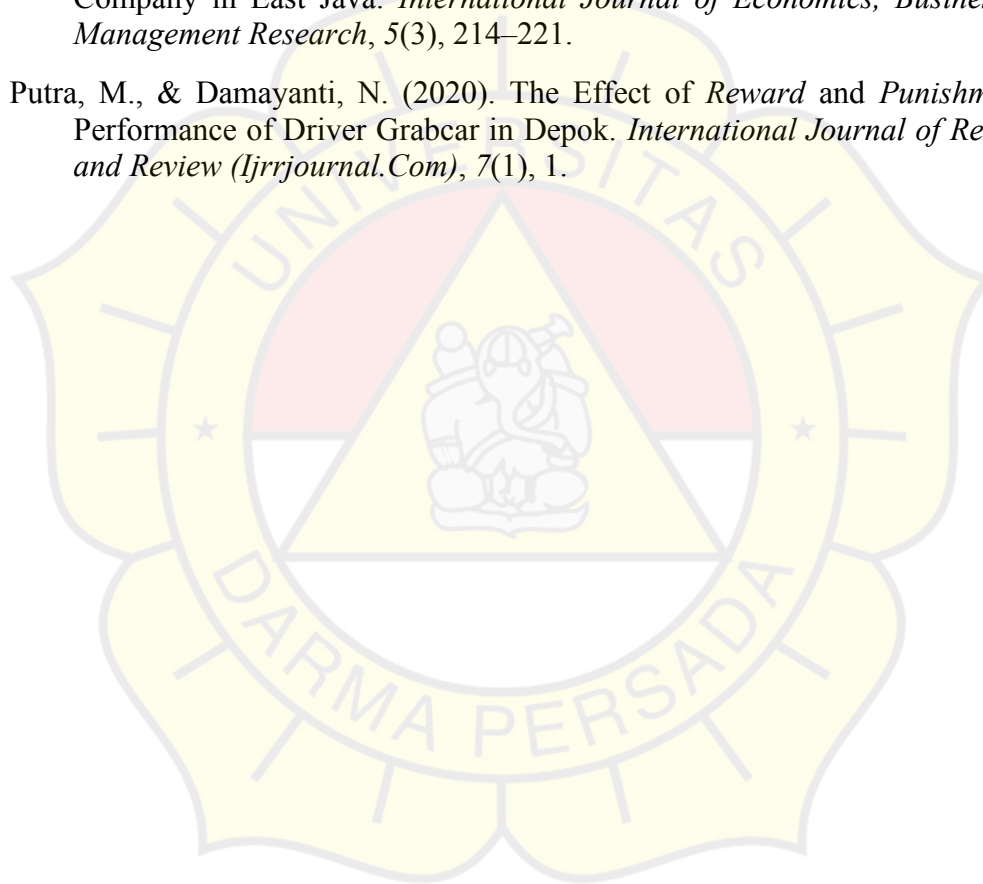 Company in East Java. International Journal of Economics, Busine
Management Research, 5(3), 214–221.
Putra, M., & Damayanti, N. (2020). The Effect of Reward and Punishm
Performance of Driver Grabcar in Depok. International Journal of Re
and Review (Ijrrjournal.Com), 7(1), 1.
UNIVERSITAS
DARMA PERSADA